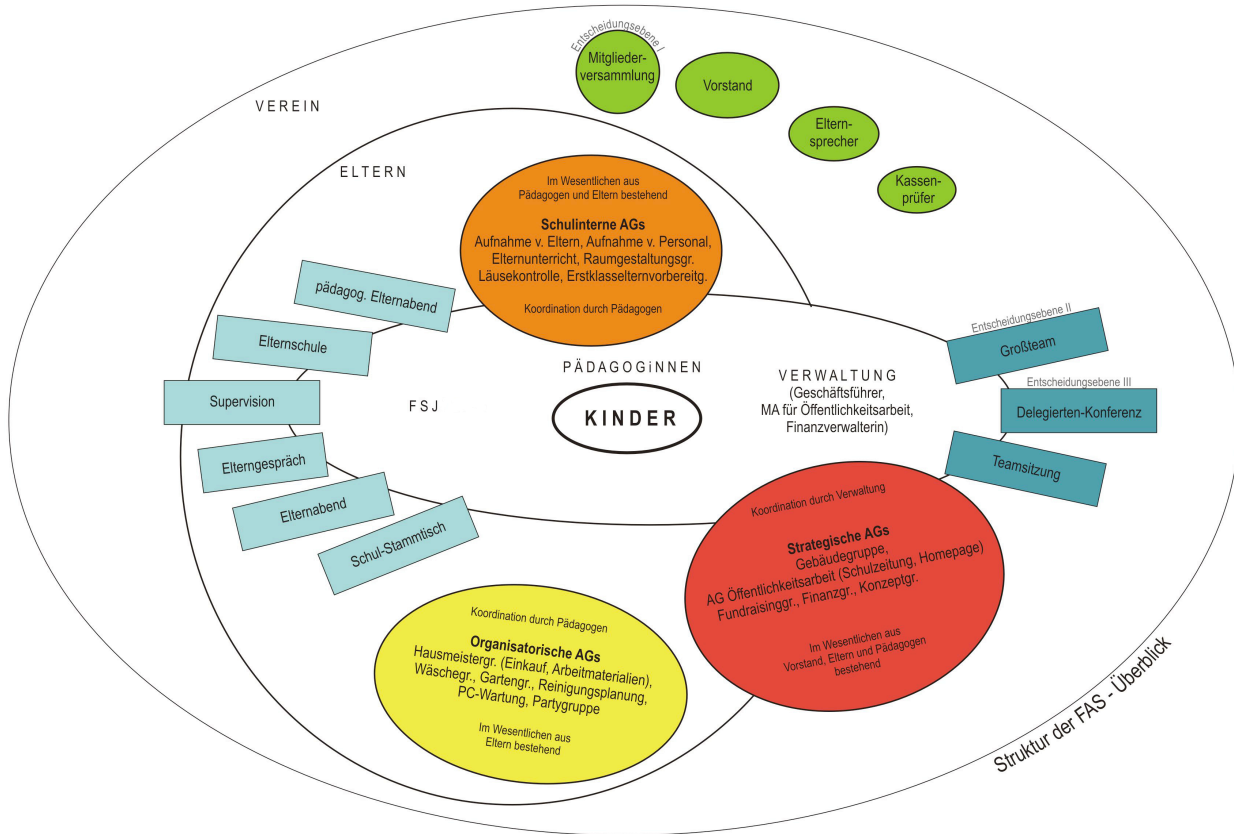 Entscheidungsebene I
Mitglieder-
versammlung
Vorstand
Eltern-
sprecher
Kassen-
prüfer
VEREIN
ELTERN
Im Wesentlichen aus
Pädagogen und Eltern bestehend
Schulinterne AGs
Aufnahme v. Eltern, Aufnahme v. Personal,
Elternunterricht, Raumgestaltungsgr.
Läusekontrolle, Erstklasselternvorbereitg.
Koordination durch Pädagogen
pädagog. Elternabend
Elternschule
Supervision
Elterngespräch
Elternabend
Schul-Stammtisch
FSJ
PÄDAGOGiNNEN
KINDER
VERWALTUNG
(Geschäftsführer,
MA für Öffentlichkeitsarbeit,
Finanzverwalterin)
Entscheidungsebene II
Großteam
Entscheidungsebene III
Delegierten-Konferenz
Teamsitzung
Koordination durch Verwaltung
Strategische AGs
Gebäudegruppe,
AG Öffentlichkeitsarbeit (Schulzeitung, Homepage)
Fundraisinggr., Finanzgr., Konzeptgr.
Im Wesentlichen aus
Vorstand, Eltern und Pädagogen
bestehend
Koordination durch Pädagogen
Organisatorische AGs
Hausmeistergr. (Einkauf, Arbeitmaterialien),
Wäschegr., Gartengr., Reinigungsplanung,
PC-Wartung, Partygruppe
Im Wesentlichen aus
Eltern bestehend
Struktur der FAS - Überblick